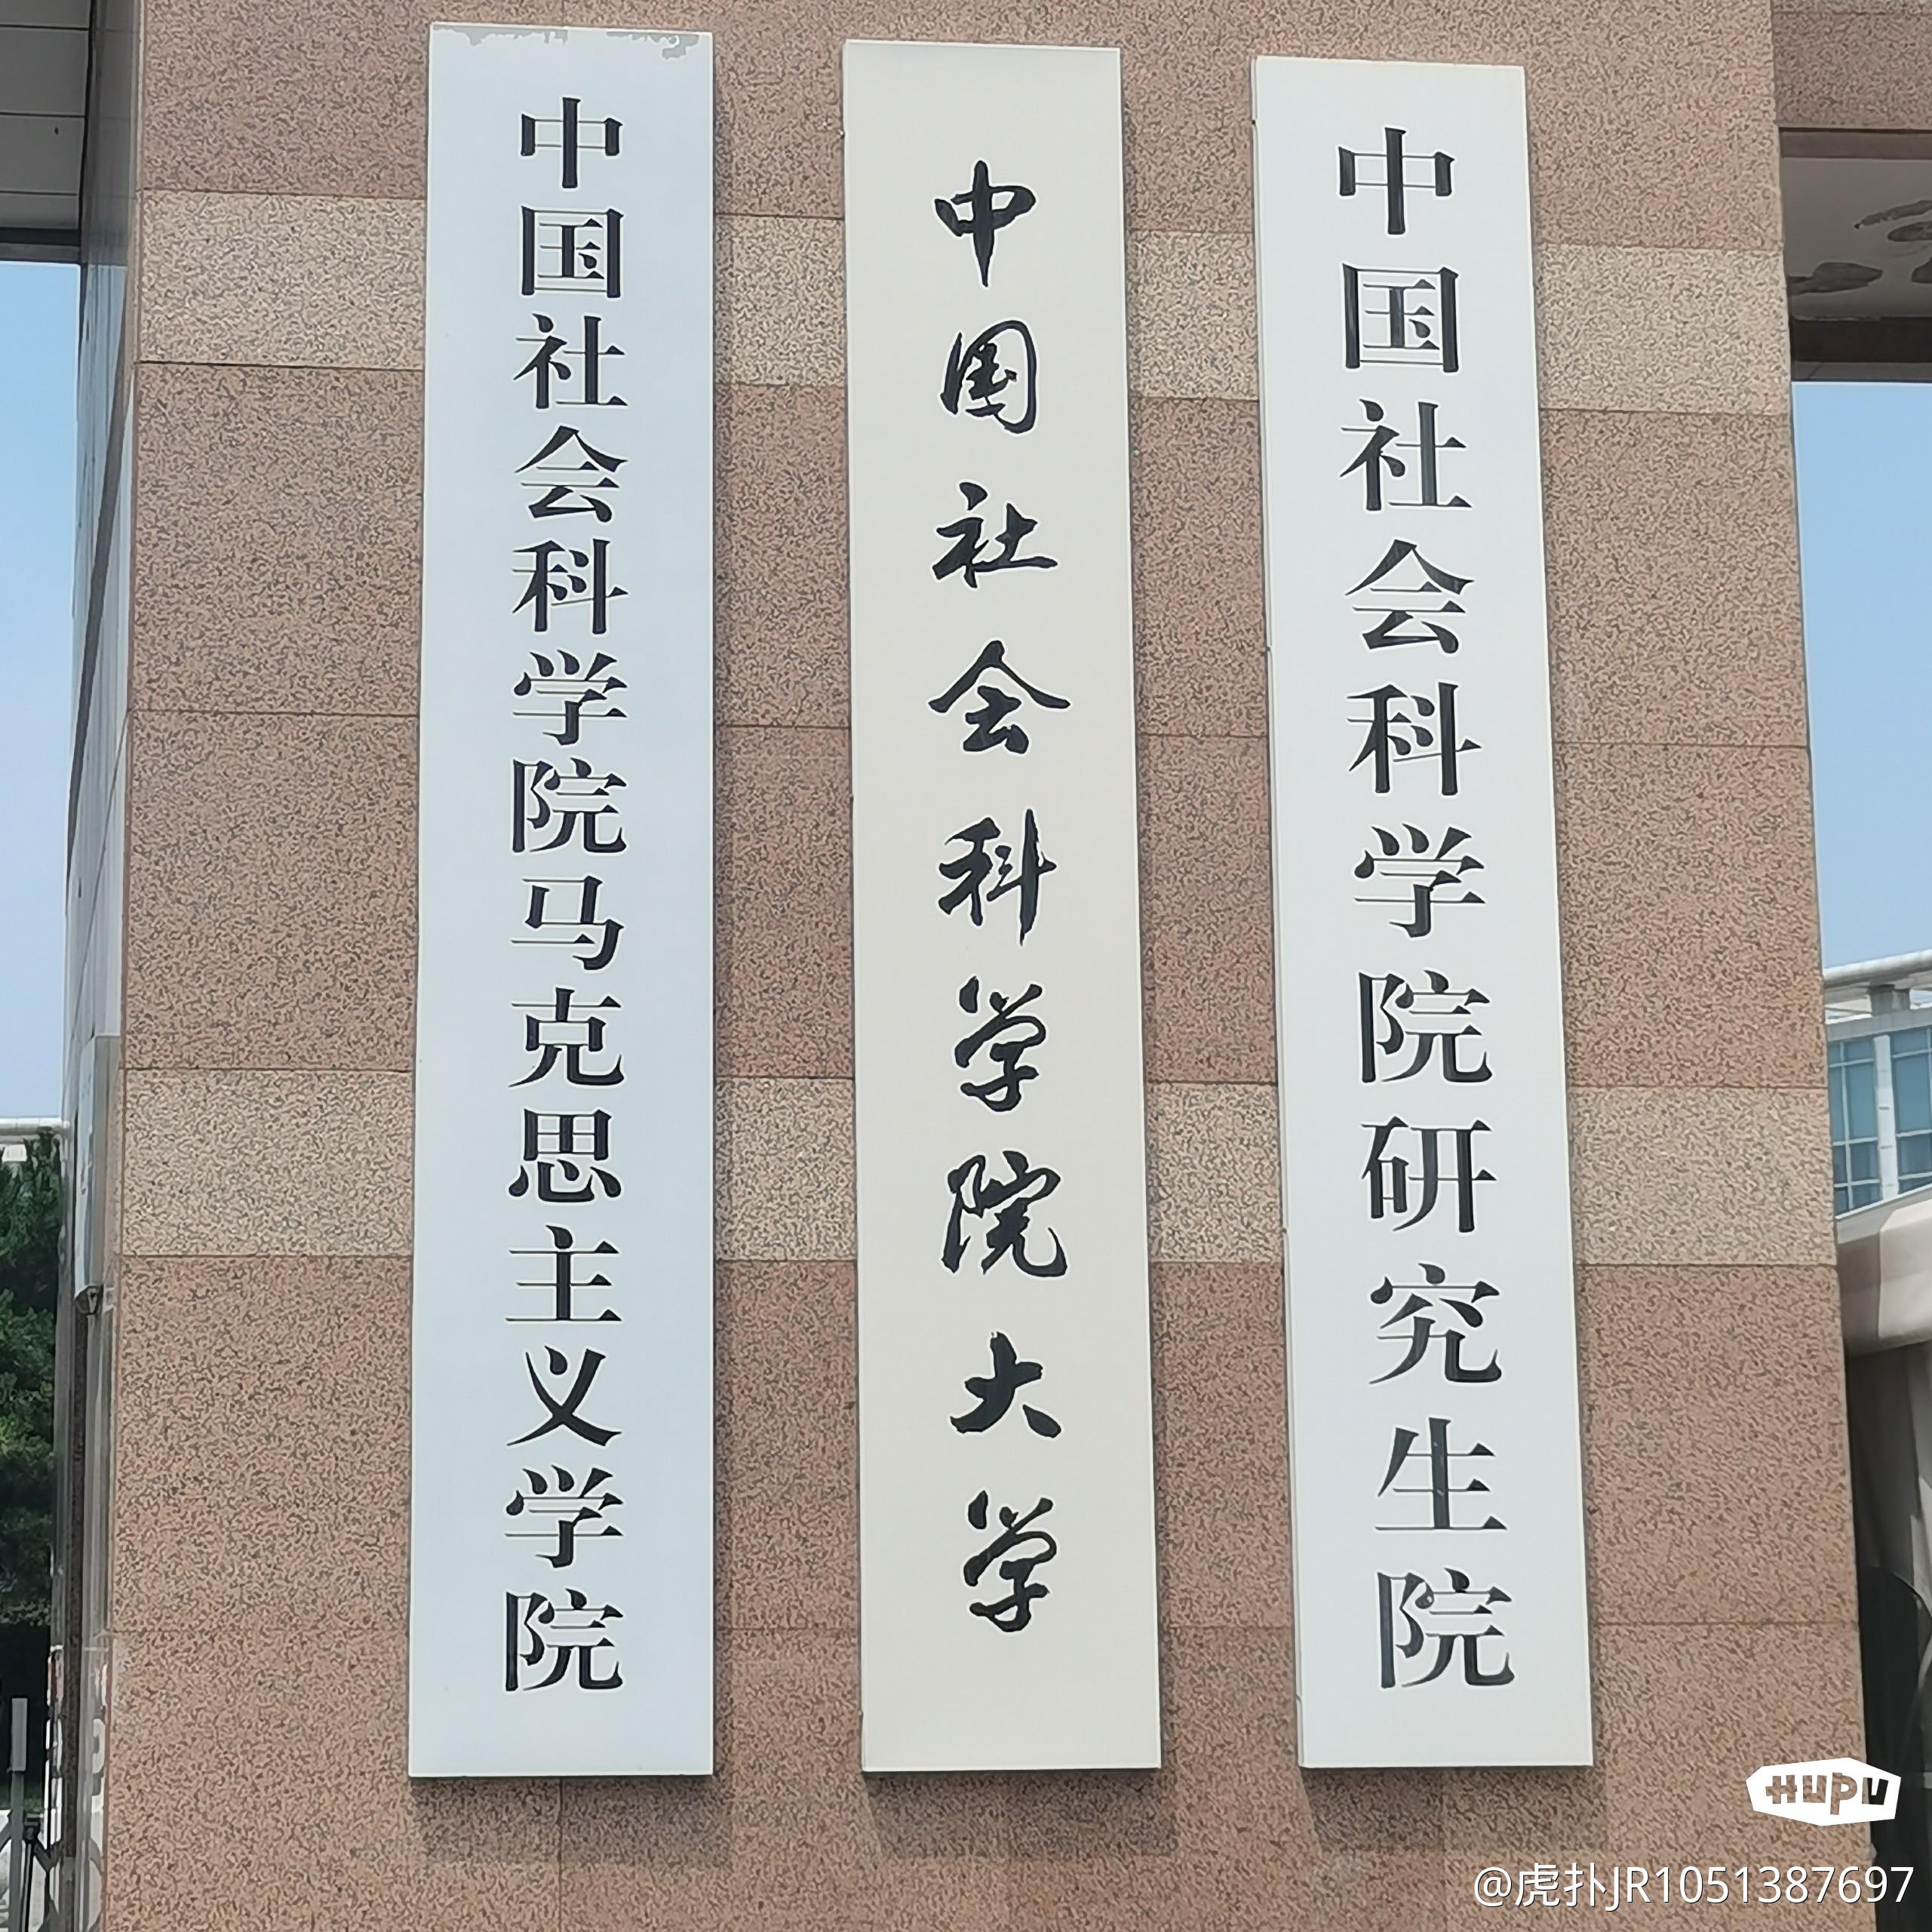 中国社会科学院马克思主义学院
中国社会科学院大学
中国社会科学院研究生院
HUPU
@虎扑JR1051387697